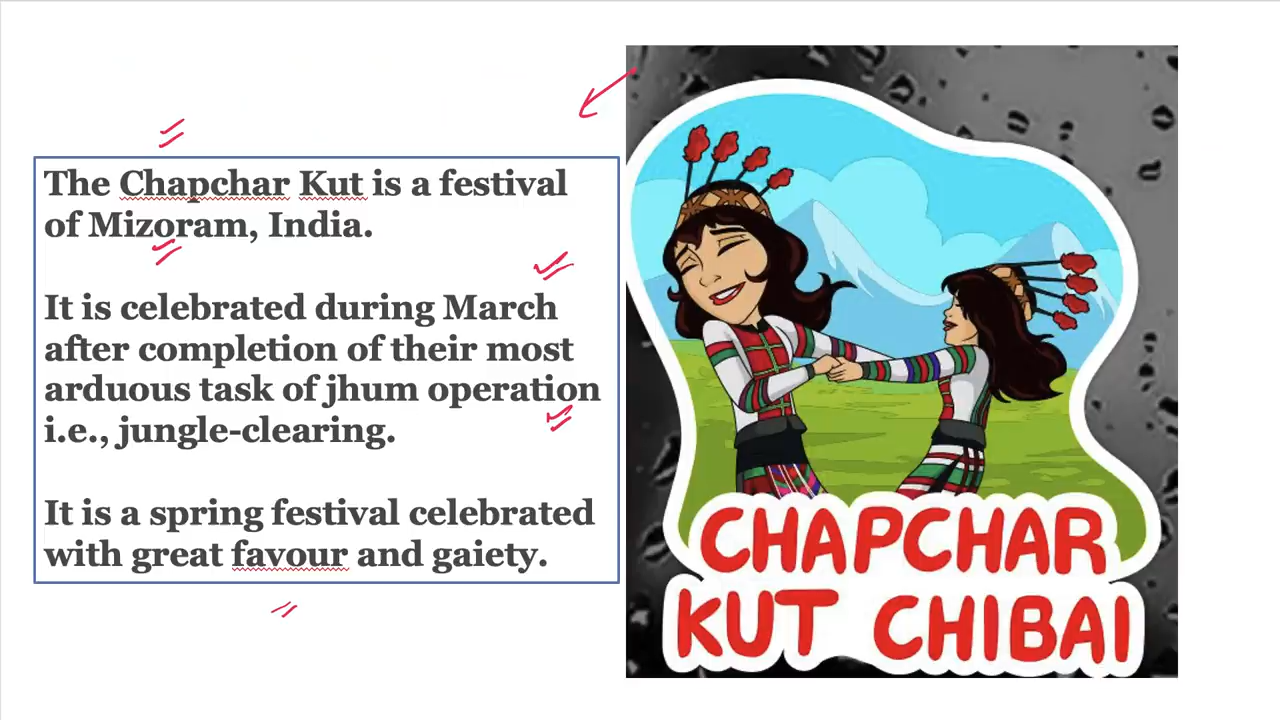 The Chapchar Kut is a festival
of Mizoram, India.
It is celebrated during March
after completion of their most
arduous task of jhum operation
i.e., jungle-clearing.
It is a spring festival celebrated
with great favour and gaiety.
CHAPCHAR
KUT CHIBAI